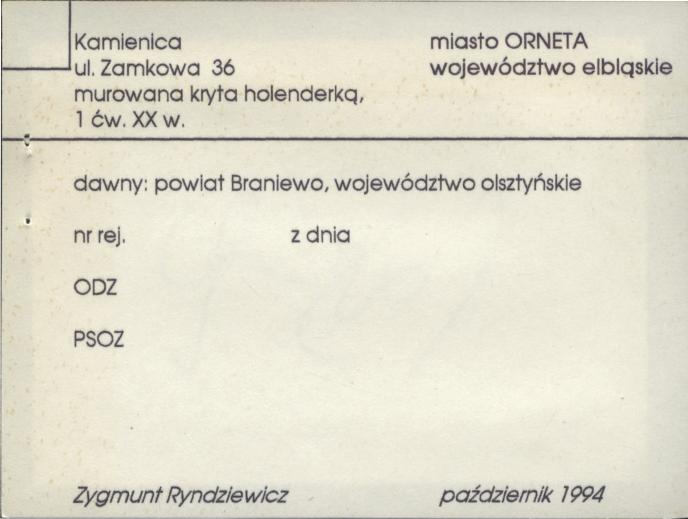 Kamienica
ul. Zamkowa 36
murowana kryta holenderką,
1 ćw. XX w.
miasto ORNETA
województwo elbląskie
dawny: powiat Braniewo, województwo olsztyńskie
nr rej. z dnia
ODZ
PSOZ
Zygmunt Ryndziewicz październik 1994